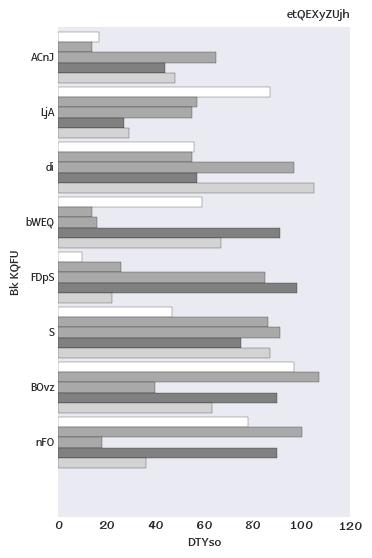 etQEXyZUjh
ACnJ
LjA
di
bWEQ
FDpS
S
BOvz
nFO
Bk KQFU
0 20 40 60 80 100 120
DTYso